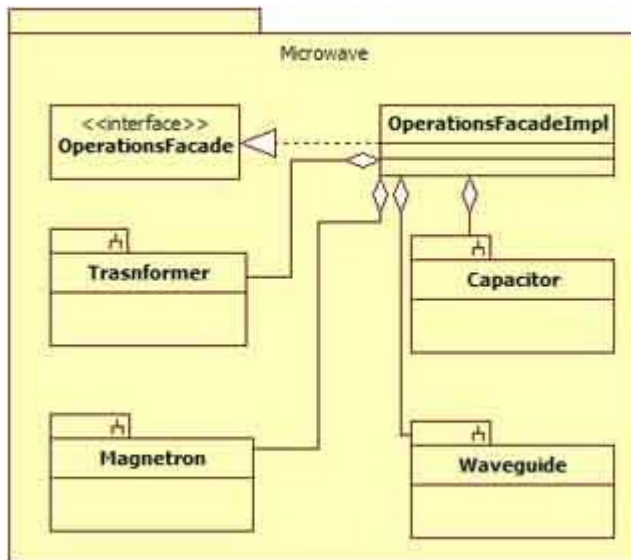 Microwave
<<interface>>
OperationsFacade
OperationsFacadeImpl
Trasnformer
Capacitor
Magnetron
Waveguide